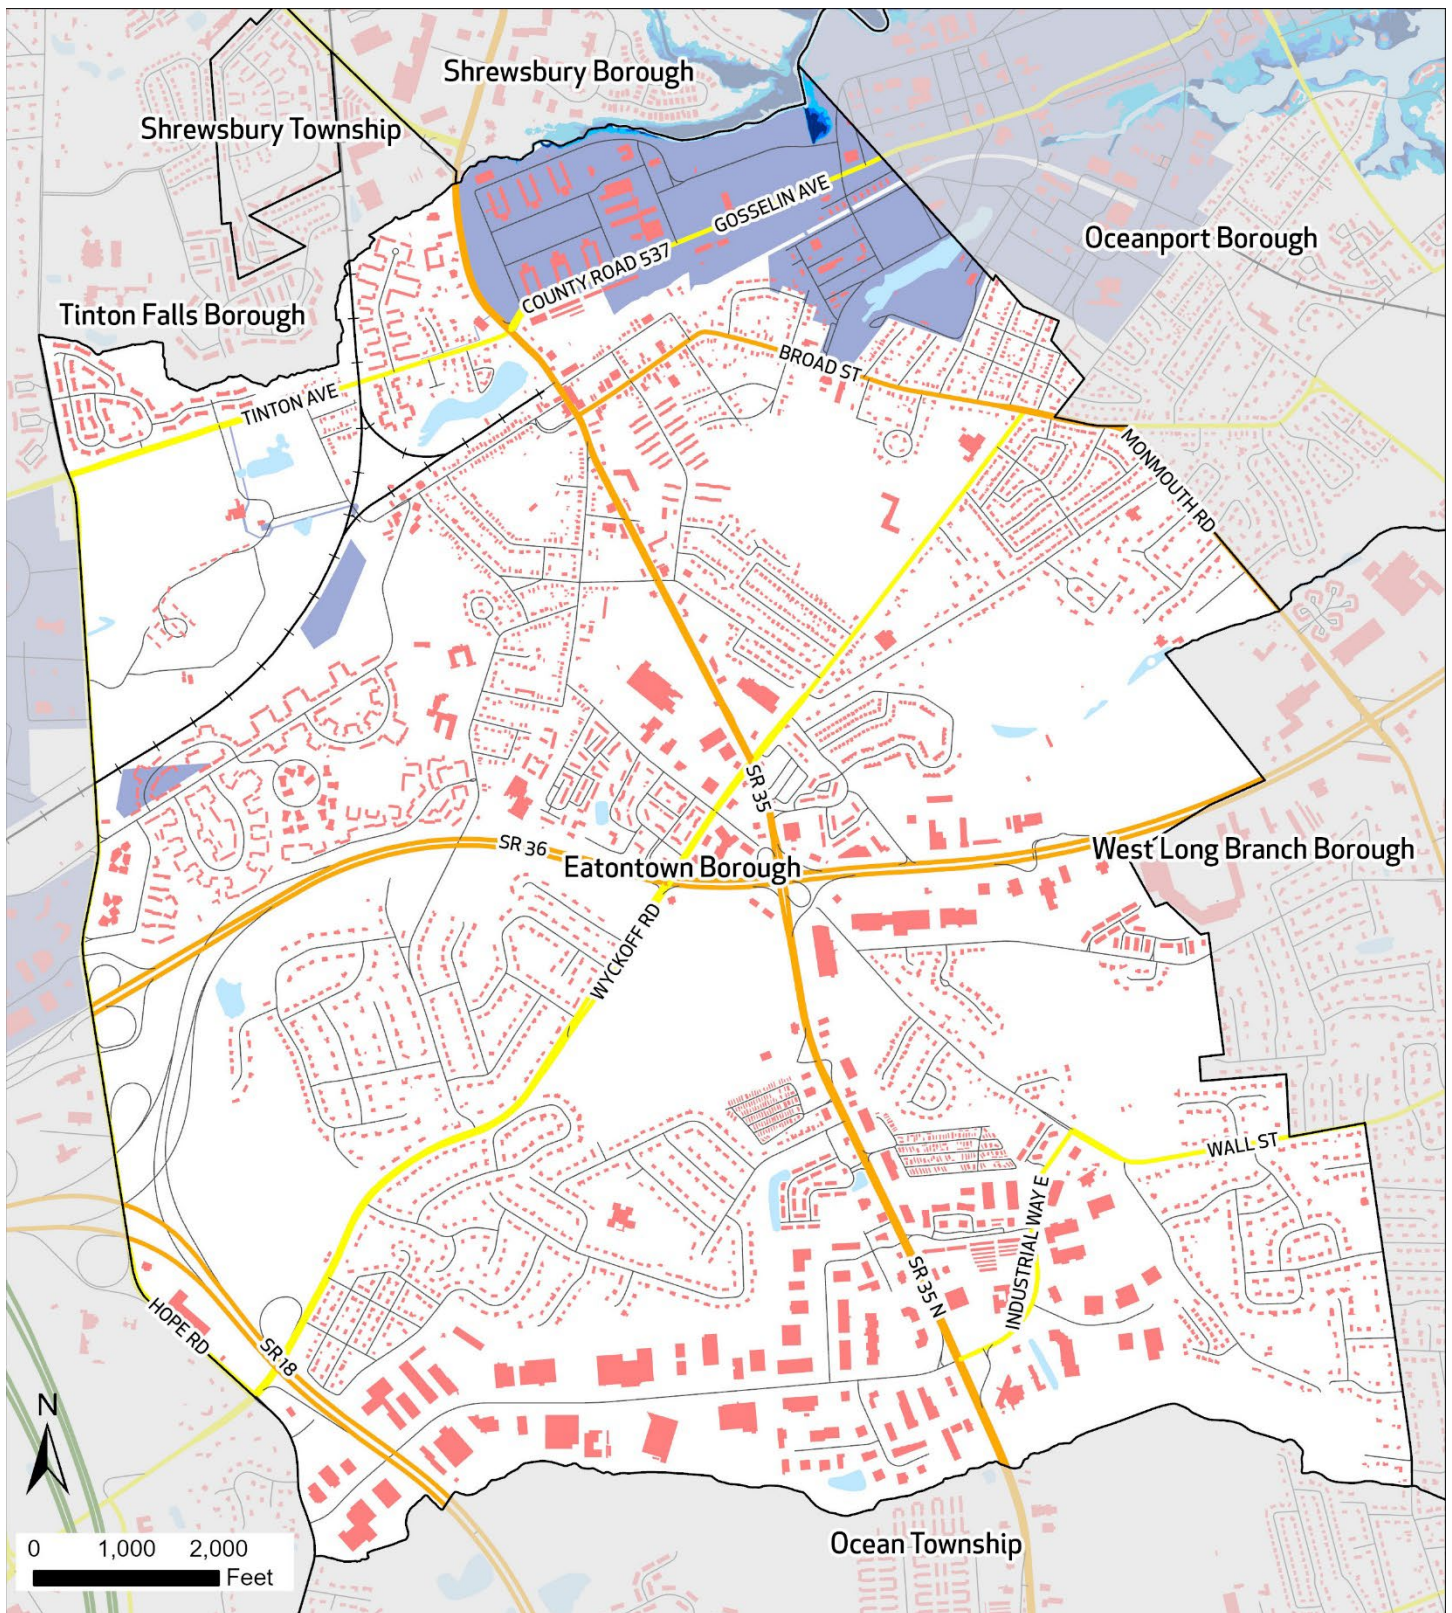 Shrewsbury Borough
Shrewsbury Township
GOSSELIN AVE
Oceanport Borough
COUNTY ROAD 537
Tinton Falls Borough
BROAD ST
TINTON AVE
MONMOUTH RD
SR 35
SR 36
Eatontown Borough
West Long Branch Borough
WYCKOFF RD
WALL ST
INDUSTRIAL WAY E
SR 35 N
HOPE RD
SR 18
N
0 1,000 2,000
Feet
Ocean Township